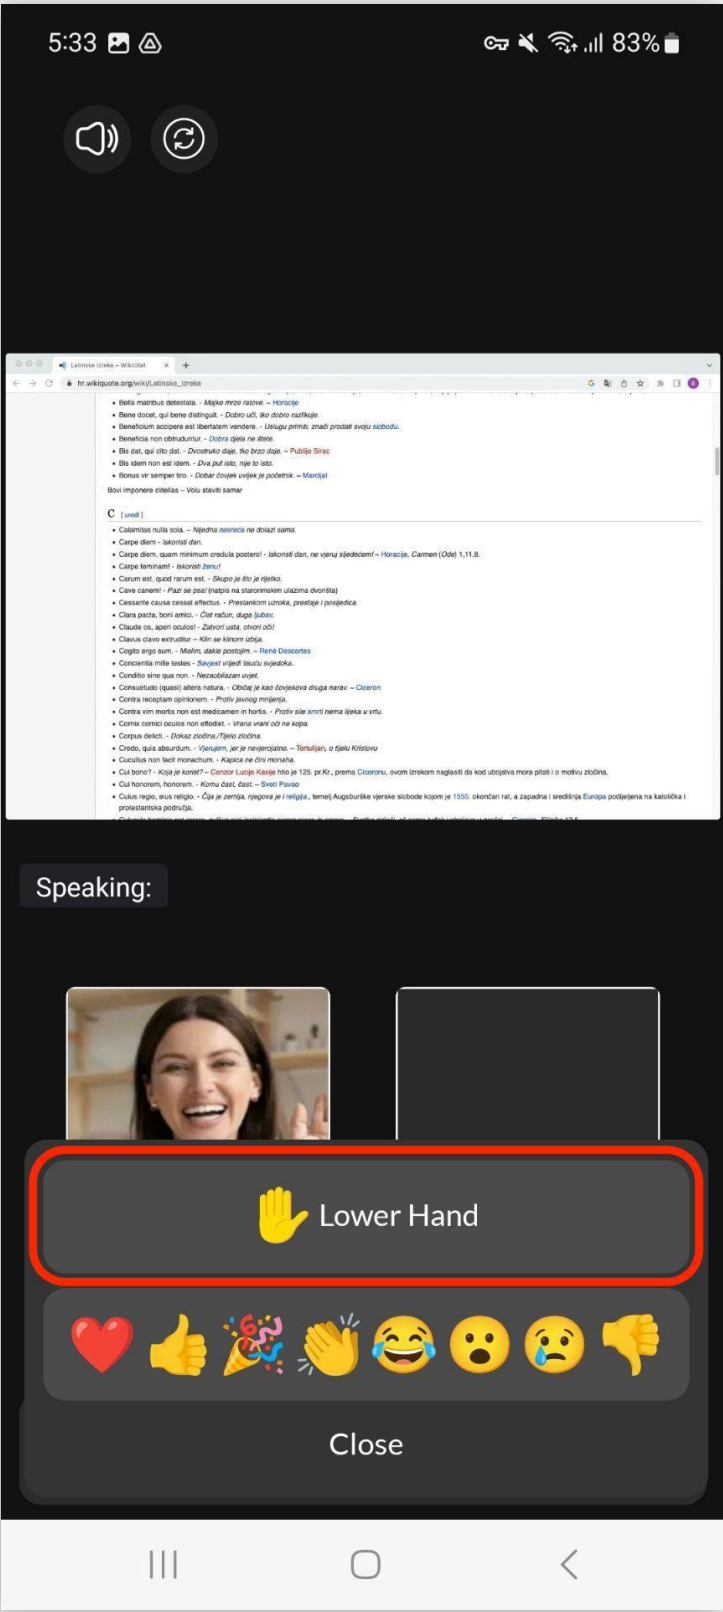 5:33
83%
Latinske izreke – Wikicitat
hr.wikiquote.org/wiki/Latinske_izreke
• Bella matribus detestata. - Majke mrze ratove. – Horacije
• Bene docet, qui bene distinguit. - Dobro uči, tko dobro razlikuje.
• Beneficium accipere est libertatem vendere. - Uslugu primiti, znači prodati svoju slobodu.
• Beneficia non obtruduntur. - Dobra djela ne štete.
• Bis dat, qui cito dat. - Dvostruko daje, tko brzo daje. – Publije Sirac
• Bis idem non est idem. - Dva put isto, nije to isto.
• Bonus vir semper tiro. - Dobar čovjek uvijek je početnik. – Marcijal
Bovi imponere clitellas – Volu staviti samar
C [uredi]
• Calamitas nulla sola. – Nijedna nesreća ne dolazi sama.
• Carpe diem - Iskoristi dan.
• Carpe diem, quam minimum credula postero! - Iskoristi dan, ne vjeruj sljedećem! – Horacije, Carmen (Ode) 1,11,8.
• Carpe feminam! - Iskoristi ženu!
• Carum est, quod rarum est. - Skupo je što je rijetko.
• Cave canem! - Pazi se psa! (natpis na starorimskim ulazima dvorišta)
• Cessante causa cessat effectus. - Prestankom uzroka, prestaje i posljedica.
• Clara pacta, boni amici. - Čist račun, duga ljubav.
• Claude os, aperi oculos! - Zatvori usta, otvori oči!
• Clavus clavo extruditur – Klin se klinom izbija.
• Cogito ergo sum. - Mislim, dakle postojim. – René Descartes
• Concientia mille testes - Savjest vrijedi tisuću svjedoka.
• Conditio sine qua non. - Nezaobilazan uvjet.
• Consuetudo (quasi) altera natura. - Običaj je kao čovjekova druga narav. – Ciceron
• Contra receptam opinionem. - Protiv javnog mnijenja.
• Contra vim mortis non est medicamen in hortis. - Protiv sile smrti nema lijeka u vrtu.
• Cornix cornici oculos non effodiet. - Vrana vrani oči ne kopa.
• Corpus delicti. - Dokaz zločina./Tijelo zločina.
• Credo, quia absurdum. - Vjerujem, jer je nevjerojatno. – Tertulijan, o tijelu Kristovu
• Cucullus non facit monachum. - Kapica ne čini monaha.
• Cui bono? - Koja je korist? – Cenzor Lucije Kasije htio je 125. pr.Kr., prema Ciceronu, ovom izrekom naglasiti da kod ubojstva mora pitati i o motivu zločina.
• Cui honorem, honorem. - Komu čast, čast. – Sveti Pavao
• Cuius regio, eius religio. - Čija je zemlja, njegova je i religija., temelj Augsburške vjerske slobode kojom je 1555. okončan rat, a zapadna i središnja Europa podijeljena na katolička i
protestantska područja.
Speaking:
Lower Hand
Close